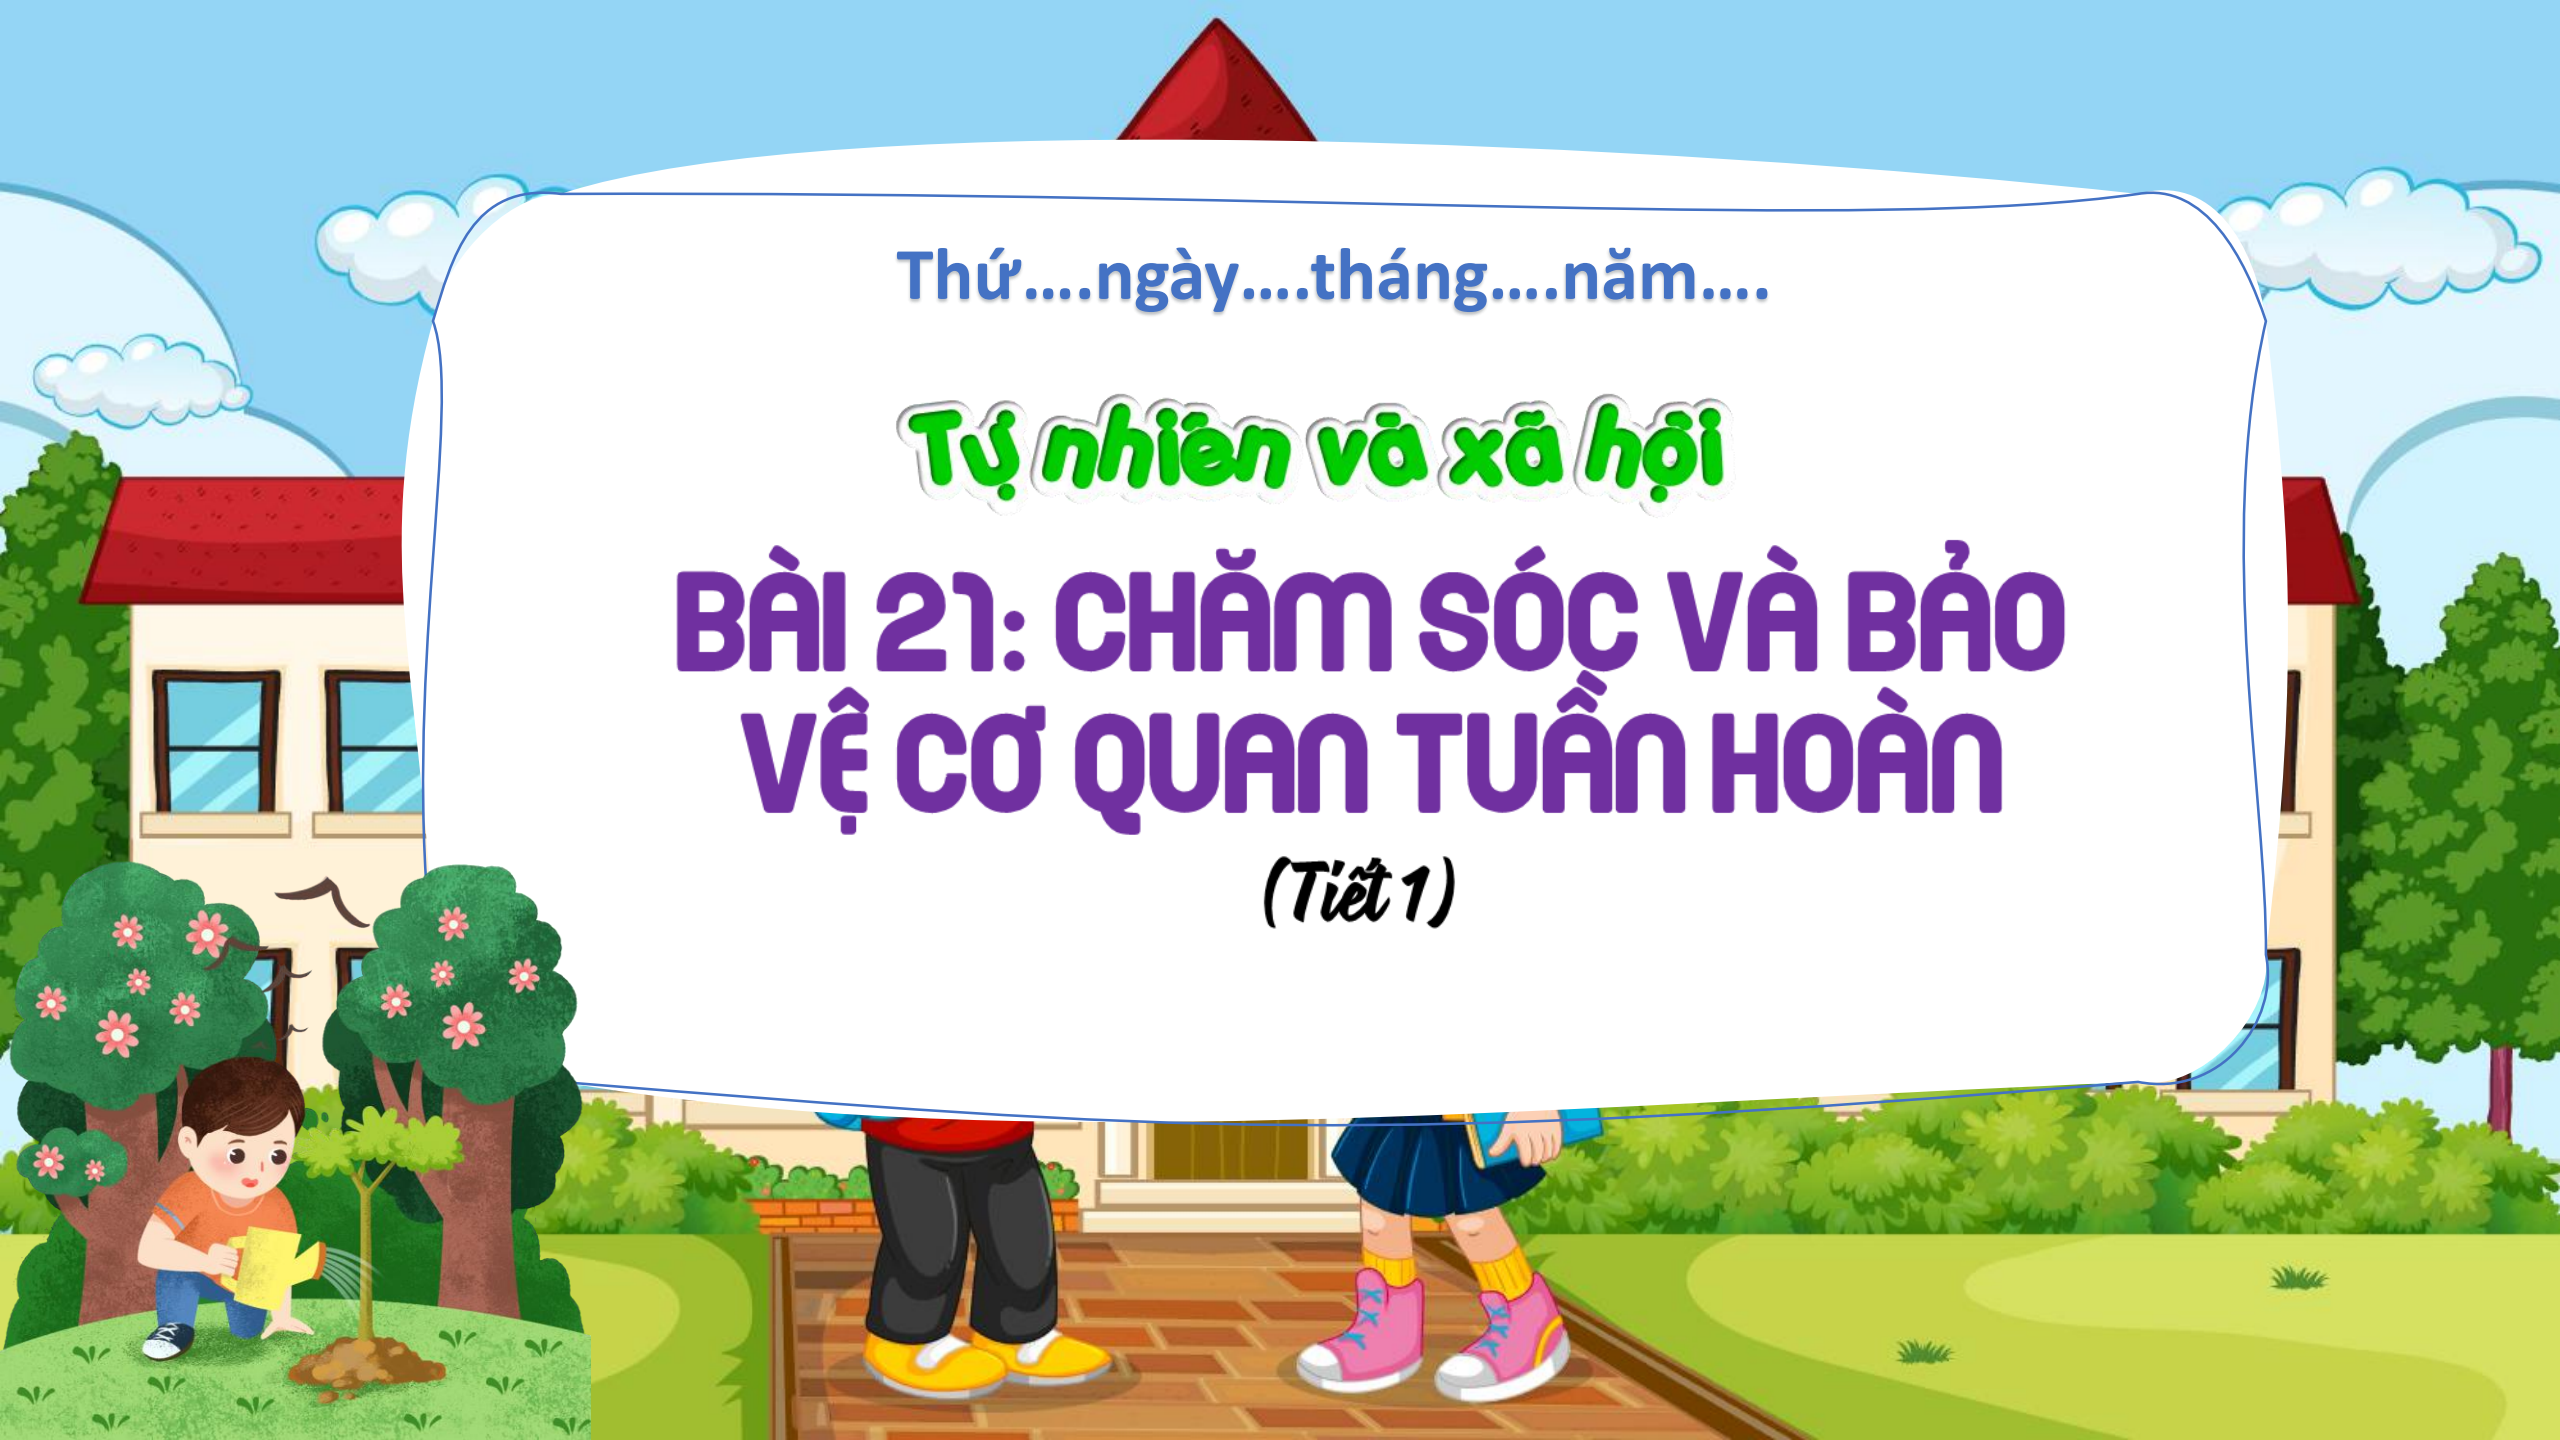 Thứ....ngày....tháng....năm....
Tự nhiên và xã hội
BÀI 21: CHĂM SÓC VÀ BẢO
VỆ CƠ QUAN TUẦN HOÀN
(Tiết 1)